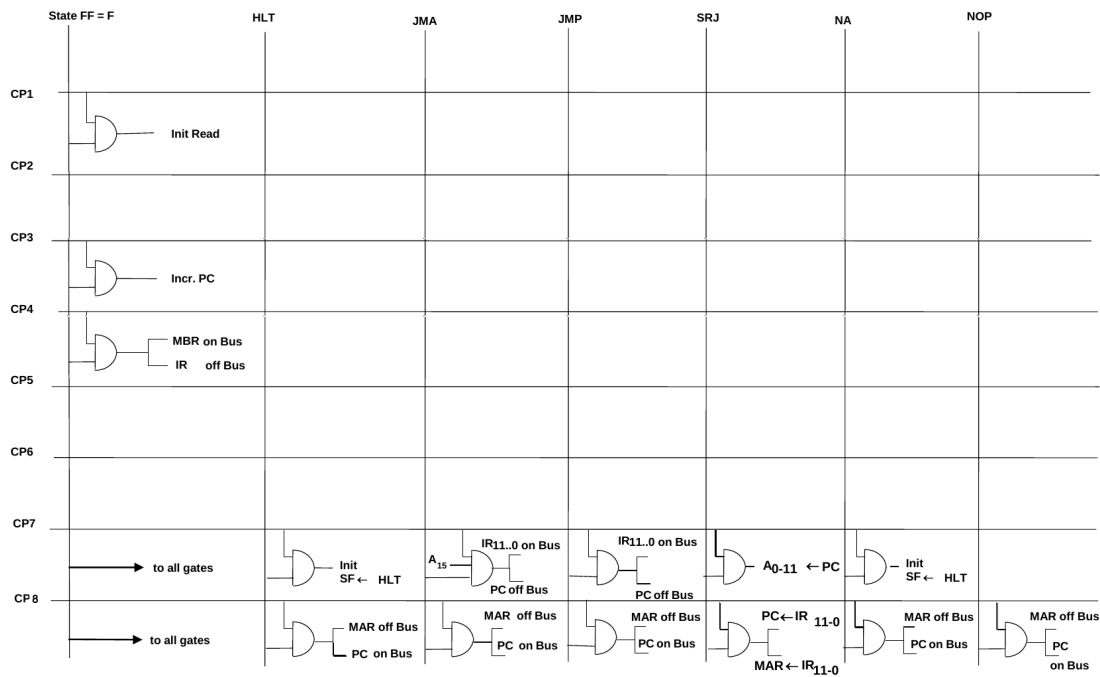 State FF = F HLT JMA JMP SRJ NA NOP
CP1
Init Read
CP2
CP3
Incr. PC
CP4
MBR on Bus
IR off Bus
CP5
CP6
CP7
to all gates
Init
SF ← HLT
IR11..0 on Bus
A15
PC off Bus
IR11..0 on Bus
PC off Bus
A0-11 ← PC
Init
SF ← HLT
CP 8
to all gates
MAR off Bus
PC on Bus
MAR off Bus
PC on Bus
MAR off Bus
PC on Bus
PC ← IR 11-0
MAR ← IR11-0
MAR off Bus
PC on Bus
MAR off Bus
PC
on Bus